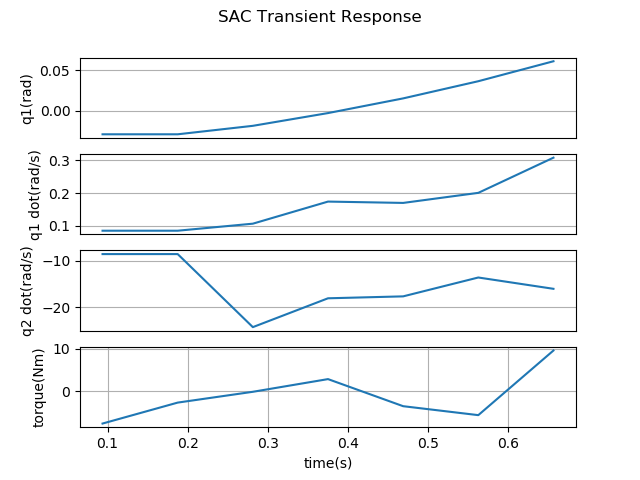 SAC Transient Response
q1(rad)
0.05
0.00
q1 dot(rad/s)
0.3
0.2
0.1
q2 dot(rad/s)
−10
−20
torque(Nm)
10
0
0.1 0.2 0.3 0.4 0.5 0.6
time(s)